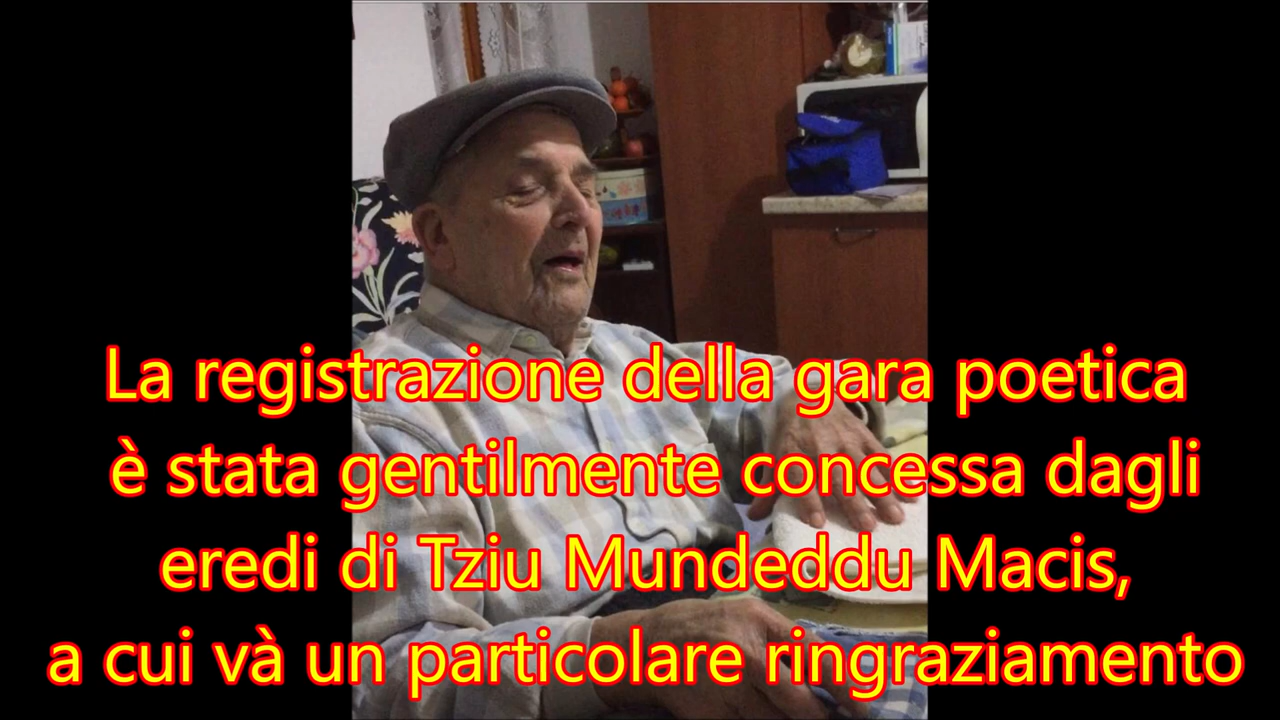 La registrazione della gara poetica
è stata gentilmente concessa dagli
eredi di Tziu Mundeddu Macis,
a cui và un particolare ringraziamento